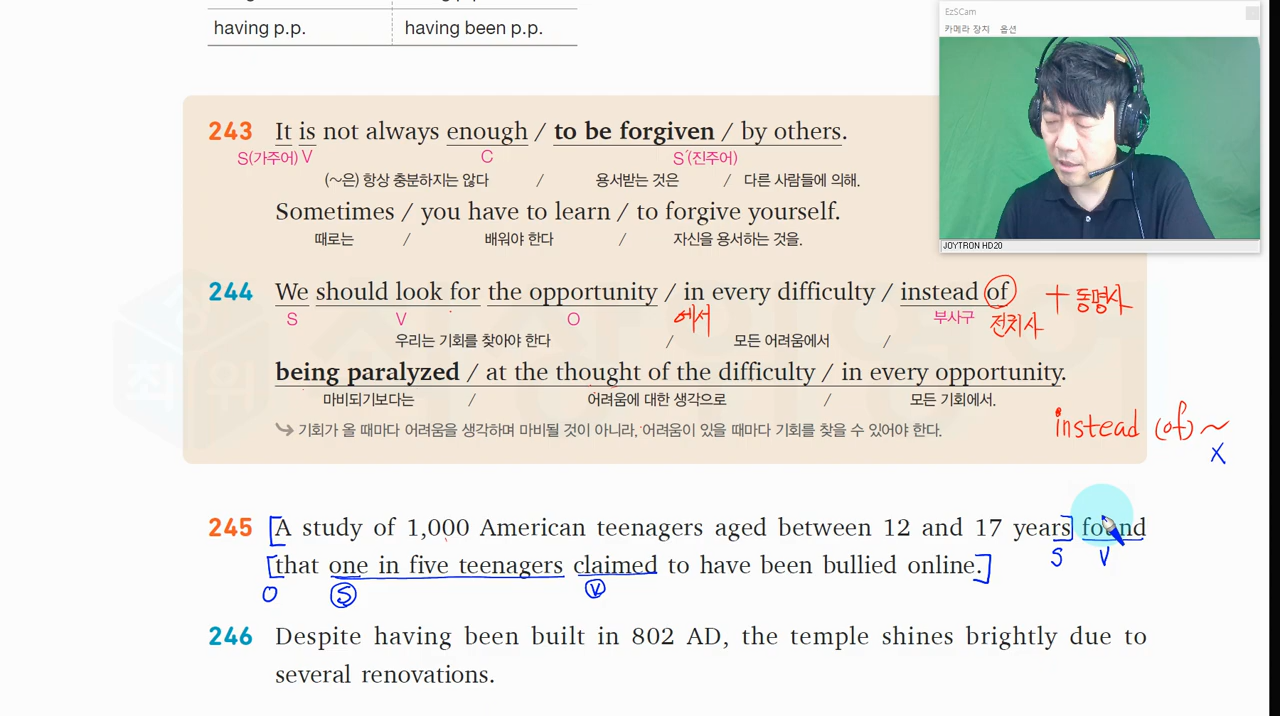 having p.p.
having been p.p.
EzSCam
카메라 장치 옵션
JOYTRON HD20
243 It is not always enough / to be forgiven / by others.
S(가주어) V C S´(진주어)
(~은) 항상 충분하지는 않다 / 용서받는 것은 / 다른 사람들에 의해.
Sometimes / you have to learn / to forgive yourself.
때로는 / 배워야 한다 / 자신을 용서하는 것을.
244 We should look for the opportunity / in every difficulty / instead of + 동명사
S V O 에서 부사구 전치사
우리는 기회를 찾아야 한다 / 모든 어려움에서 /
being paralyzed / at the thought of the difficulty / in every opportunity.
마비되기보다는 / 어려움에 대한 생각으로 / 모든 기회에서.
instead (of) ~
X
↪ 기회가 올 때마다 어려움을 생각하며 마비될 것이 아니라, 어려움이 있을 때마다 기회를 찾을 수 있어야 한다.
245 [A study of 1,000 American teenagers aged between 12 and 17 years] found
S V
[that one in five teenagers claimed to have been bullied online.]
O S V
246 Despite having been built in 802 AD, the temple shines brightly due to
several renovations.